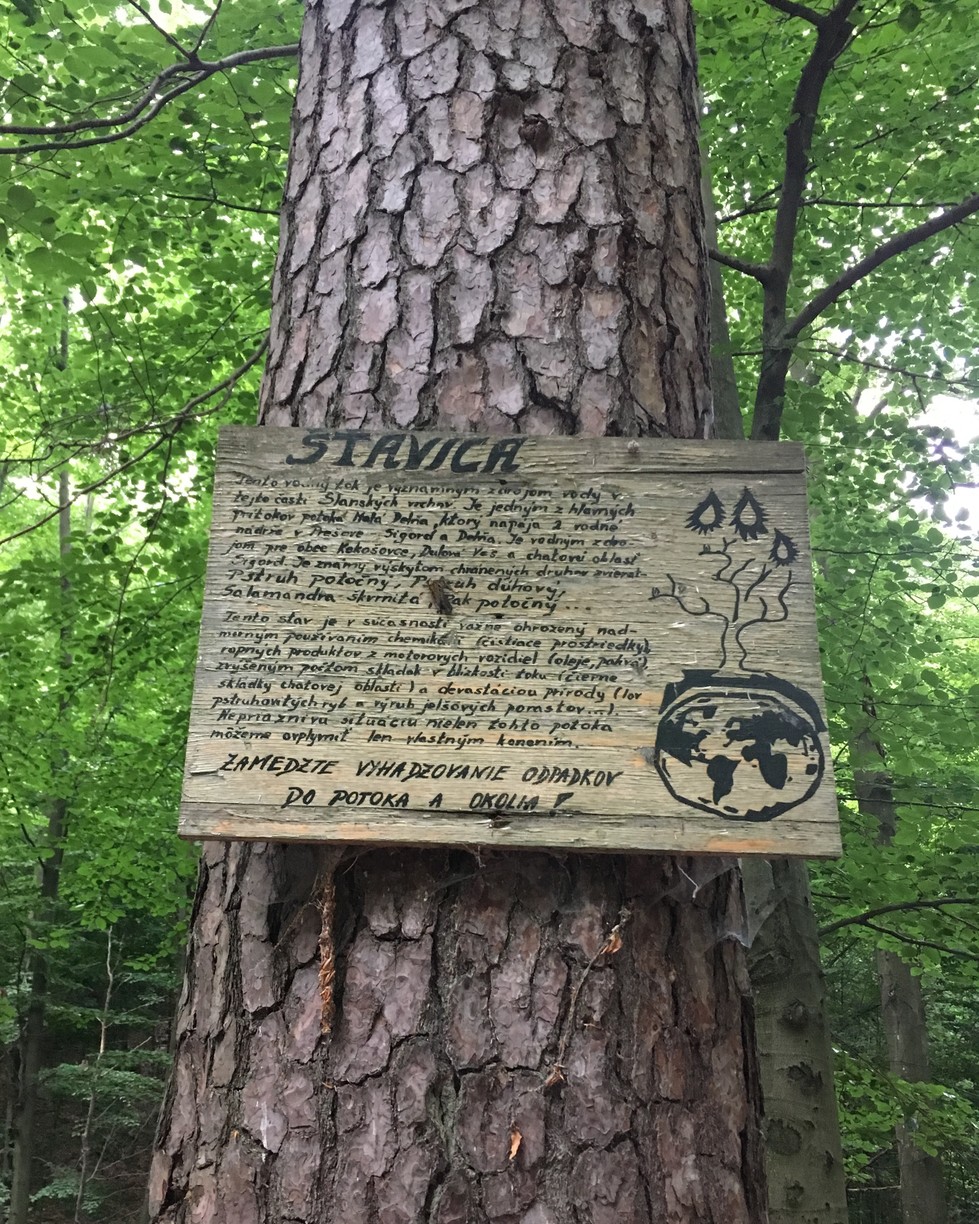 STAVICA
Tento vodný tok je významným zdrojom vody v
tejto časti Slanských vrchov. Je jedným z hlavných
prítokov potoka Malá Delňa, ktorý napája 2 vodné
nádrže v Prešove - Sigord a Delňa. Je vodným zdro-
jom pre obec Kokošovce, Dulova Ves a chatovú oblasť
Sigord. Je známy výskytom chránených druhov zvierat-
Pstruh potočný, Pstruh dúhový,
Salamandra škvrnitá, Rak potočný ...
Tento stav je v súčasnosti vážne ohrozený nad-
merným používaním chemikálií (čistiace prostriedky),
ropných produktov z motorových vozidiel (oleje, palivá),
zvýšeným počtom skládok v blízkosti toku (čierne
skládky chatovej oblasti) a devastáciou prírody (lov
pstruhovitých rýb a výrub jelšových porastov...).
Nepriaznivú situáciu nielen tohto potoka
môžeme ovplyvniť len vlastným konaním.
ZAMEDZTE VYHADZOVANIE ODPADKOV
DO POTOKA A OKOLIA !